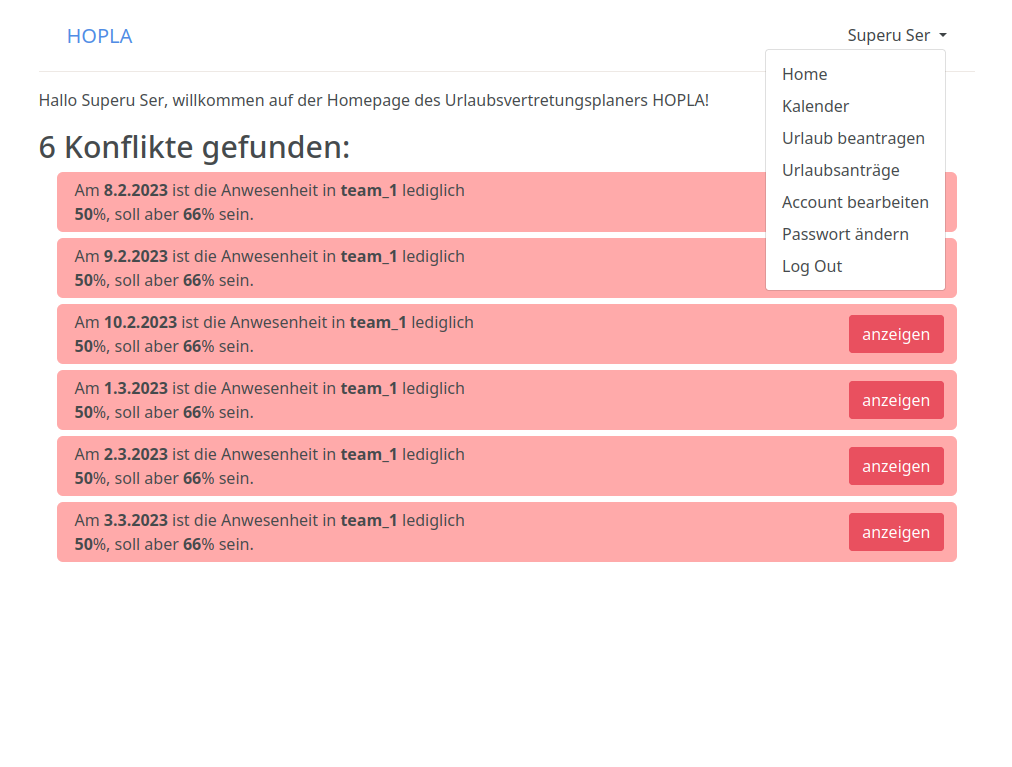 HOPLA
Superu Ser
Home
Kalender
Urlaub beantragen
Urlaubsanträge
Account bearbeiten
Passwort ändern
Log Out
Hallo Superu Ser, willkommen auf der Homepage des Urlaubsvertretungsplaners HOPLA!
6 Konflikte gefunden:
Am 8.2.2023 ist die Anwesenheit in team_1 lediglich
50%, soll aber 66% sein.
Am 9.2.2023 ist die Anwesenheit in team_1 lediglich
50%, soll aber 66% sein.
Am 10.2.2023 ist die Anwesenheit in team_1 lediglich
50%, soll aber 66% sein.
anzeigen
Am 1.3.2023 ist die Anwesenheit in team_1 lediglich
50%, soll aber 66% sein.
anzeigen
Am 2.3.2023 ist die Anwesenheit in team_1 lediglich
50%, soll aber 66% sein.
anzeigen
Am 3.3.2023 ist die Anwesenheit in team_1 lediglich
50%, soll aber 66% sein.
anzeigen